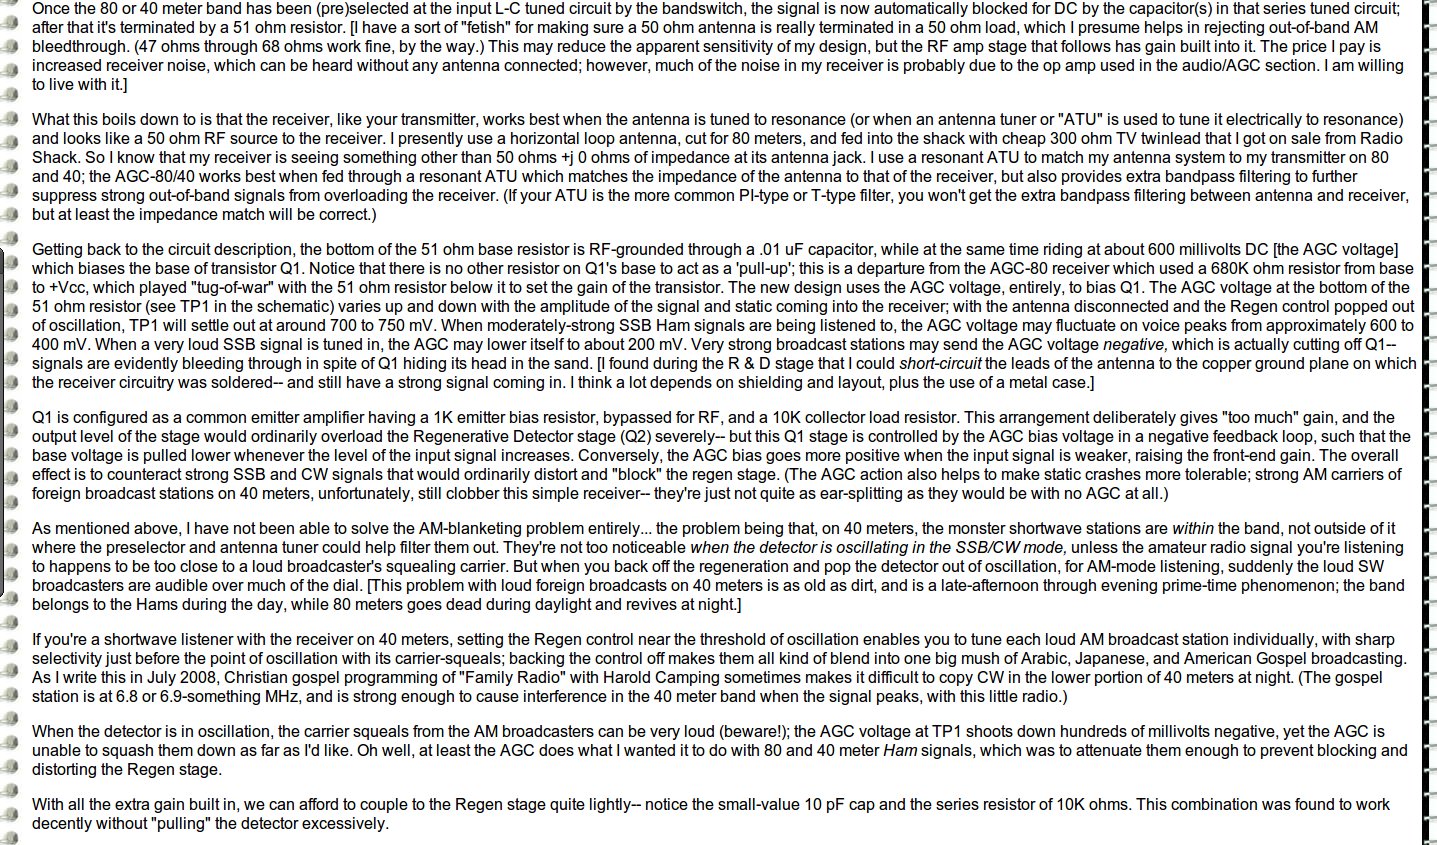 Once the 80 or 40 meter band has been (pre)selected at the input L-C tuned circuit by the bandswitch, the signal is now automatically blocked for DC by the capacitor(s) in that series tuned circuit;
after that it's terminated by a 51 ohm resistor. [I have a sort of "fetish" for making sure a 50 ohm antenna is really terminated in a 50 ohm load, which I presume helps in rejecting out-of-band AM
bleedthrough. (47 ohms through 68 ohms work fine, by the way.) This may reduce the apparent sensitivity of my design, but the RF amp stage that follows has gain built into it. The price I pay is
increased receiver noise, which can be heard without any antenna connected; however, much of the noise in my receiver is probably due to the op amp used in the audio/AGC section. I am willing
to live with it.]
What this boils down to is that the receiver, like your transmitter, works best when the antenna is tuned to resonance (or when an antenna tuner or "ATU" is used to tune it electrically to resonance)
and looks like a 50 ohm RF source to the receiver. I presently use a horizontal loop antenna, cut for 80 meters, and fed into the shack with cheap 300 ohm TV twinlead that I got on sale from Radio
Shack. So I know that my receiver is seeing something other than 50 ohms +j 0 ohms of impedance at its antenna jack. I use a resonant ATU to match my antenna system to my transmitter on 80
and 40; the AGC-80/40 works best when fed through a resonant ATU which matches the impedance of the antenna to that of the receiver, but also provides extra bandpass filtering to further
suppress strong out-of-band signals from overloading the receiver. (If your ATU is the more common PI-type or T-type filter, you won't get the extra bandpass filtering between antenna and receiver,
but at least the impedance match will be correct.)
Getting back to the circuit description, the bottom of the 51 ohm base resistor is RF-grounded through a .01 uF capacitor, while at the same time riding at about 600 millivolts DC [the AGC voltage]
which biases the base of transistor Q1. Notice that there is no other resistor on Q1's base to act as a 'pull-up'; this is a departure from the AGC-80 receiver which used a 680K ohm resistor from base
to +Vcc, which played "tug-of-war" with the 51 ohm resistor below it to set the gain of the transistor. The new design uses the AGC voltage, entirely, to bias Q1. The AGC voltage at the bottom of the
51 ohm resistor (see TP1 in the schematic) varies up and down with the amplitude of the signal and static coming into the receiver; with the antenna disconnected and the Regen control popped out
of oscillation, TP1 will settle out at around 700 to 750 mV. When moderately-strong SSB Ham signals are being listened to, the AGC voltage may fluctuate on voice peaks from approximately 600 to
400 mV. When a very loud SSB signal is tuned in, the AGC may lower itself to about 200 mV. Very strong broadcast stations may send the AGC voltage negative, which is actually cutting off Q1--
signals are evidently bleeding through in spite of Q1 hiding its head in the sand. [I found during the R & D stage that I could short-circuit the leads of the antenna to the copper ground plane on which
the receiver circuitry was soldered-- and still have a strong signal coming in. I think a lot depends on shielding and layout, plus the use of a metal case.]
Q1 is configured as a common emitter amplifier having a 1K emitter bias resistor, bypassed for RF, and a 10K collector load resistor. This arrangement deliberately gives "too much" gain, and the
output level of the stage would ordinarily overload the Regenerative Detector stage (Q2) severely-- but this Q1 stage is controlled by the AGC bias voltage in a negative feedback loop, such that the
base voltage is pulled lower whenever the level of the input signal increases. Conversely, the AGC bias goes more positive when the input signal is weaker, raising the front-end gain. The overall
effect is to counteract strong SSB and CW signals that would ordinarily distort and "block" the regen stage. (The AGC action also helps to make static crashes more tolerable; strong AM carriers of
foreign broadcast stations on 40 meters, unfortunately, still clobber this simple receiver-- they're just not quite as ear-splitting as they would be with no AGC at all.)
As mentioned above, I have not been able to solve the AM-blanketing problem entirely... the problem being that, on 40 meters, the monster shortwave stations are within the band, not outside of it
where the preselector and antenna tuner could help filter them out. They're not too noticeable when the detector is oscillating in the SSB/CW mode, unless the amateur radio signal you're listening
to happens to be too close to a loud broadcaster's squealing carrier. But when you back off the regeneration and pop the detector out of oscillation, for AM-mode listening, suddenly the loud SW
broadcasters are audible over much of the dial. [This problem with loud foreign broadcasts on 40 meters is as old as dirt, and is a late-afternoon through evening prime-time phenomenon; the band
belongs to the Hams during the day, while 80 meters goes dead during daylight and revives at night.]
If you're a shortwave listener with the receiver on 40 meters, setting the Regen control near the threshold of oscillation enables you to tune each loud AM broadcast station individually, with sharp
selectivity just before the point of oscillation with its carrier-squeals; backing the control off makes them all kind of blend into one big mush of Arabic, Japanese, and American Gospel broadcasting.
As I write this in July 2008, Christian gospel programming of "Family Radio" with Harold Camping sometimes makes it difficult to copy CW in the lower portion of 40 meters at night. (The gospel
station is at 6.8 or 6.9-something MHz, and is strong enough to cause interference in the 40 meter band when the signal peaks, with this little radio.)
When the detector is in oscillation, the carrier squeals from the AM broadcasters can be very loud (beware!); the AGC voltage at TP1 shoots down hundreds of millivolts negative, yet the AGC is
unable to squash them down as far as I'd like. Oh well, at least the AGC does what I wanted it to do with 80 and 40 meter Ham signals, which was to attenuate them enough to prevent blocking and
distorting the Regen stage.
With all the extra gain built in, we can afford to couple to the Regen stage quite lightly-- notice the small-value 10 pF cap and the series resistor of 10K ohms. This combination was found to work
decently without "pulling" the detector excessively.